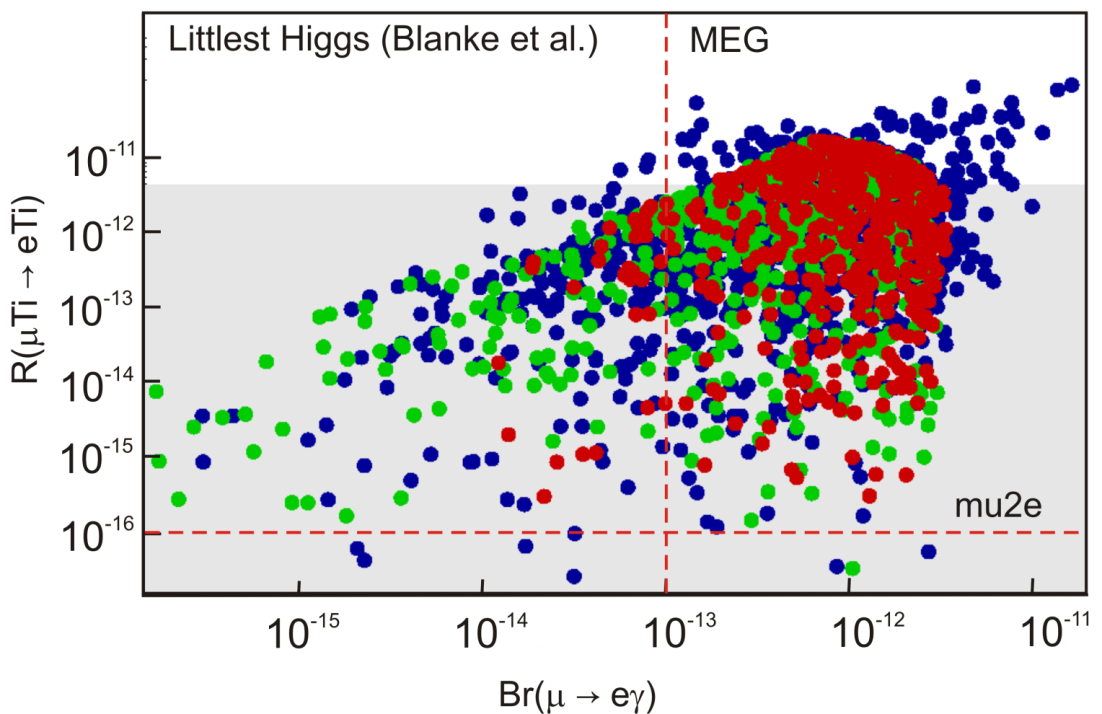 Littlest Higgs (Blanke et al.)
MEG
R(μTi → eTi)
10⁻¹¹
10⁻¹²
10⁻¹³
10⁻¹⁴
10⁻¹⁵
10⁻¹⁶
mu2e
10⁻¹⁵
10⁻¹⁴
10⁻¹³
10⁻¹²
10⁻¹¹
Br(μ → eγ)